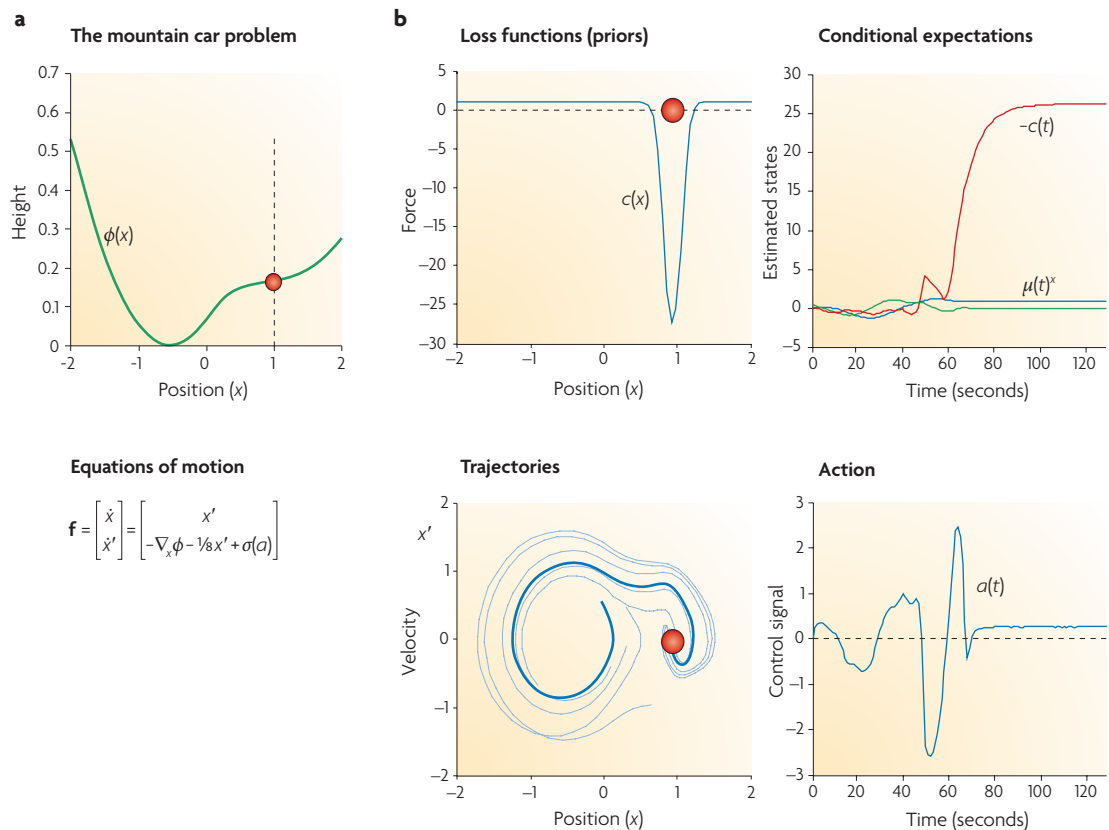 a
The mountain car problem
0.7
0.6
0.5
0.4
0.3
0.2
0.1
0
Height
ϕ(x)
-2
-1
0
1
2
Position (x)
Equations of motion
f = [ẋ ẋ′] = [x′ −∇ₓϕ − ⅛x′ + σ(a)]
b
Loss functions (priors)
5
0
−5
−10
−15
−20
−25
−30
Force
c(x)
−2
−1
0
1
2
Position (x)
Conditional expectations
30
25
20
15
10
5
0
−5
Estimated states
−c(t)
μ(t)ˣ
0
20
40
60
80
100
120
Time (seconds)
Trajectories
2
x′
1
0
−1
−2
Velocity
−2
−1
0
1
2
Position (x)
Action
3
2
1
0
−1
−2
−3
Control signal
a(t)
0
20
40
60
80
100
120
Time (seconds)